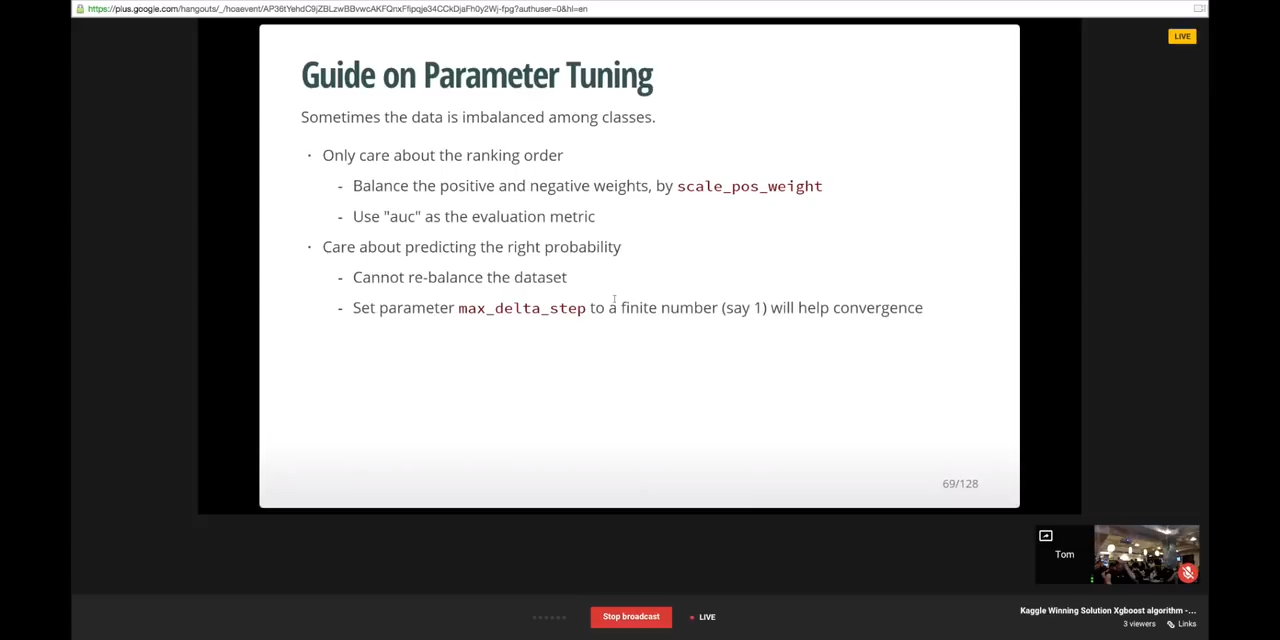 LIVE
Guide on Parameter Tuning
Sometimes the data is imbalanced among classes.
· Only care about the ranking order
- Balance the positive and negative weights, by scale_pos_weight
- Use "auc" as the evaluation metric
· Care about predicting the right probability
- Cannot re-balance the dataset
- Set parameter max_delta_step to a finite number (say 1) will help convergence
69/128
Tom
Stop broadcast
LIVE
Kaggle Winning Solution Xgboost algorithm -...
3 viewers
Links